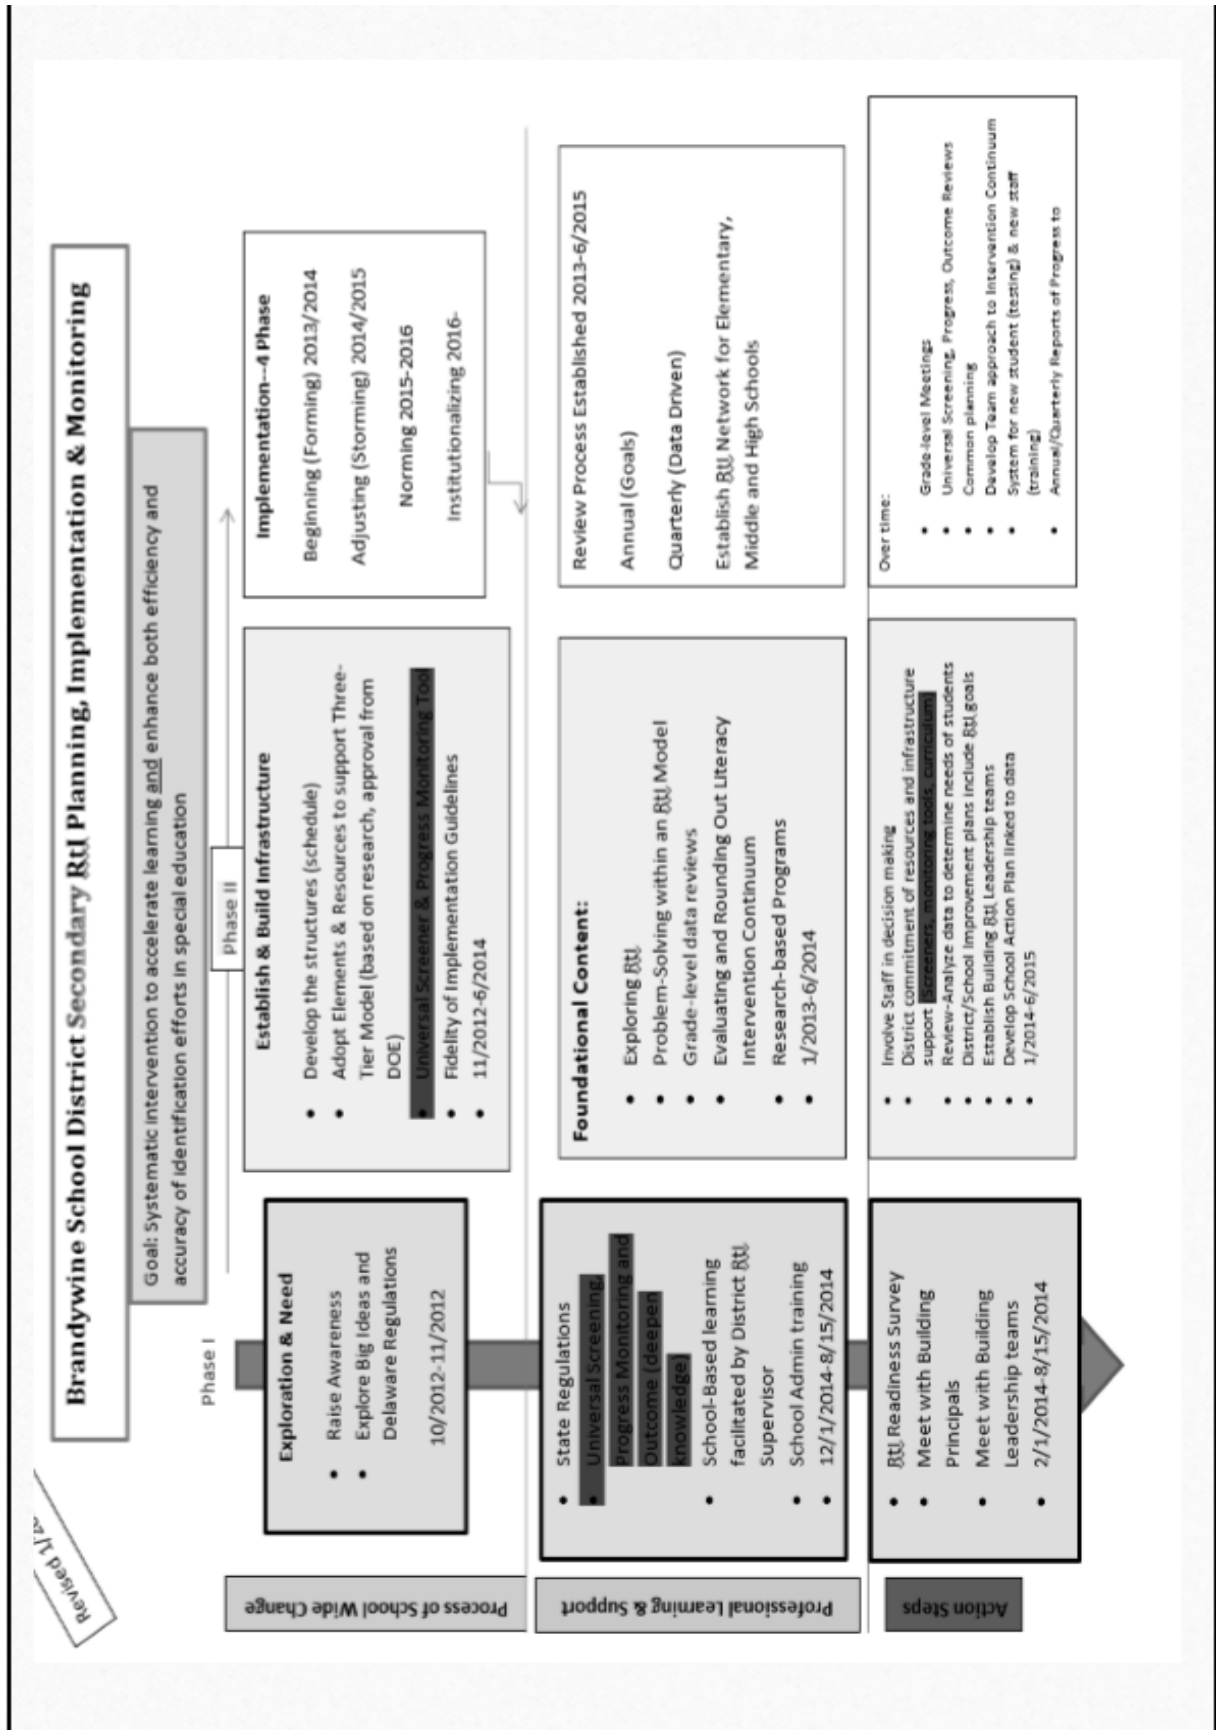 Revised 1/20
Brandywine School District Secondary RtI Planning, Implementation & Monitoring
Goal: Systematic intervention to accelerate learning and enhance both efficiency and
accuracy of identification efforts in special education
Phase I
Phase II
Process of School Wide Change
Exploration & Need
• Raise Awareness
• Explore Big Ideas and
Delaware Regulations
10/2012-11/2012
Establish & Build Infrastructure
• Develop the structures (schedule)
• Adopt Elements & Resources to support Three-
Tier Model (based on research, approval from
DOE)
• Universal Screener & Progress Monitoring Tool
• Fidelity of Implementation Guidelines
• 11/2012-6/2014
Implementation--4 Phase
Beginning (Forming) 2013/2014
Adjusting (Storming) 2014/2015
Norming 2015-2016
Institutionalizing 2016-
Professional Learning & Support
• State Regulations
• Universal Screening,
Progress Monitoring and
Outcome (deepen
knowledge)
• School-Based learning
facilitated by District RtI
Supervisor
• School Admin training
• 12/1/2014-8/15/2014
Foundational Content:
• Exploring RtI
• Problem-Solving within an RtI Model
• Grade-level data reviews
• Evaluating and Rounding Out Literacy
Intervention Continuum
• Research-based Programs
• 1/2013-6/2014
Review Process Established 2013-6/2015
Annual (Goals)
Quarterly (Data Driven)
Establish RtI Network for Elementary,
Middle and High Schools
Action Steps
• RtI Readiness Survey
• Meet with Building
Principals
• Meet with Building
Leadership teams
• 2/1/2014-8/15/2014
• Involve Staff in decision making
• District commitment of resources and infrastructure
support (Screeners, monitoring tools, curriculum)
• Review-Analyze data to determine needs of students
• District/School Improvement plans include RtI goals
• Establish Building RtI Leadership teams
• Develop School Action Plan linked to data
• 1/2014-6/2015
Over time:
• Grade-level Meetings
• Universal Screening, Progress, Outcome Reviews
• Common planning
• Develop Team approach to Intervention Continuum
• System for new student (testing) & new staff
(training)
• Annual/Quarterly Reports of Progress to